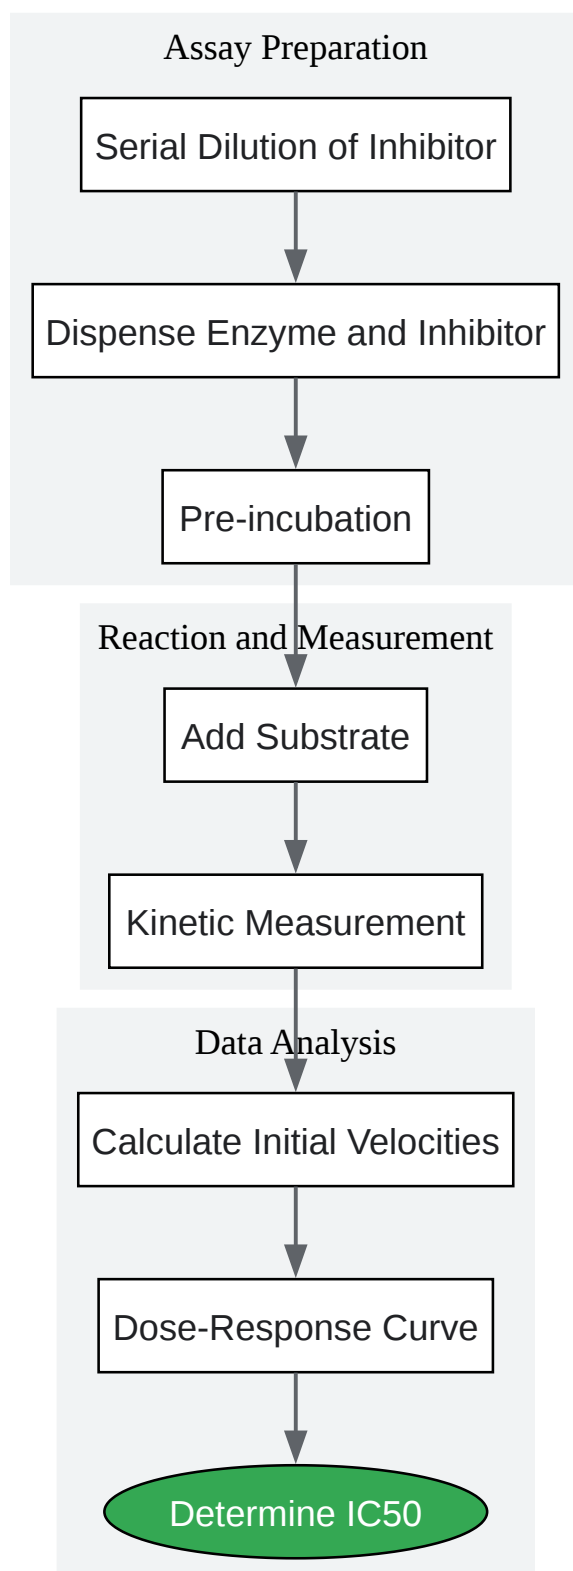 Assay Preparation
Serial Dilution of Inhibitor
Dispense Enzyme and Inhibitor
Pre-incubation
Reaction and Measurement
Add Substrate
Kinetic Measurement
Data Analysis
Calculate Initial Velocities
Dose-Response Curve
Determine IC50